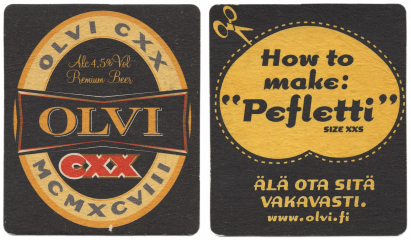 OLVI CXX
Alc 4,5% Vol
Premium Beer
OLVI
CXX
MCMXCVIII
How to
make:
"Pefletti"
SIZE XXS
ÄLÄ OTA SITÄ
VAKAVASTI.
www.olvi.fi